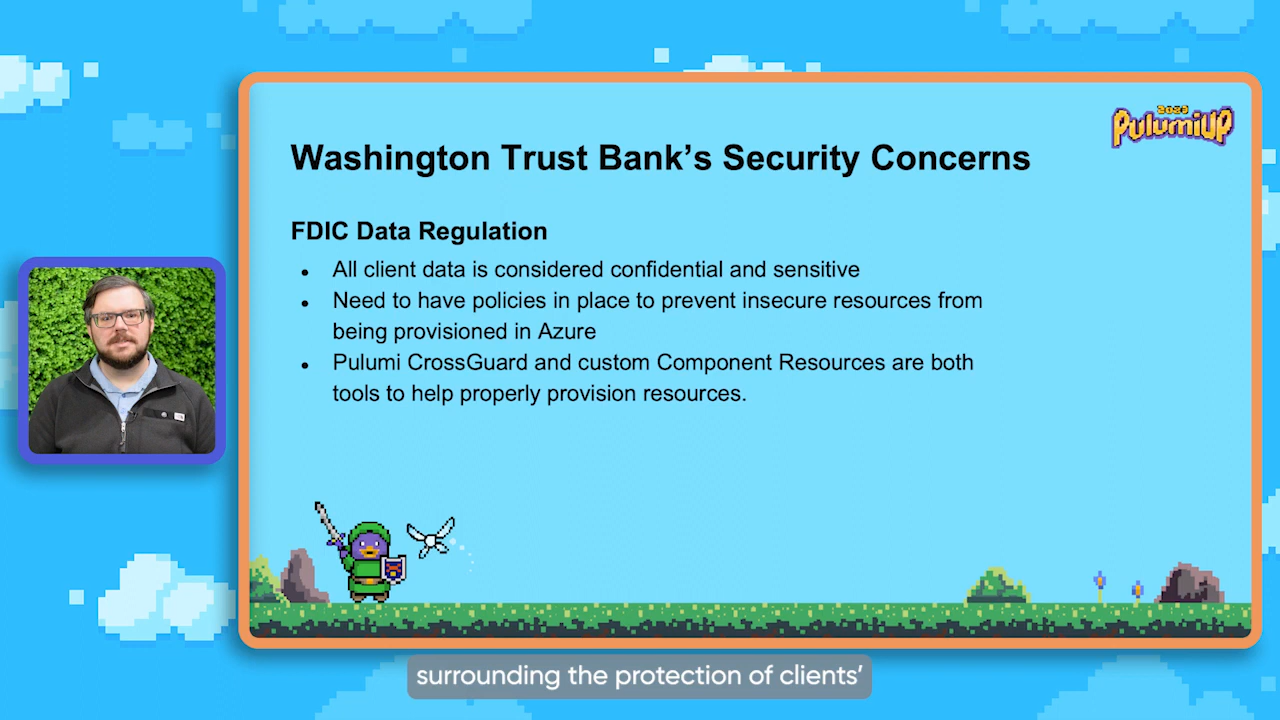 2023
PulumiUP
Washington Trust Bank's Security Concerns
FDIC Data Regulation
● All client data is considered confidential and sensitive
● Need to have policies in place to prevent insecure resources from
being provisioned in Azure
● Pulumi CrossGuard and custom Component Resources are both
tools to help properly provision resources.
surrounding the protection of clients'